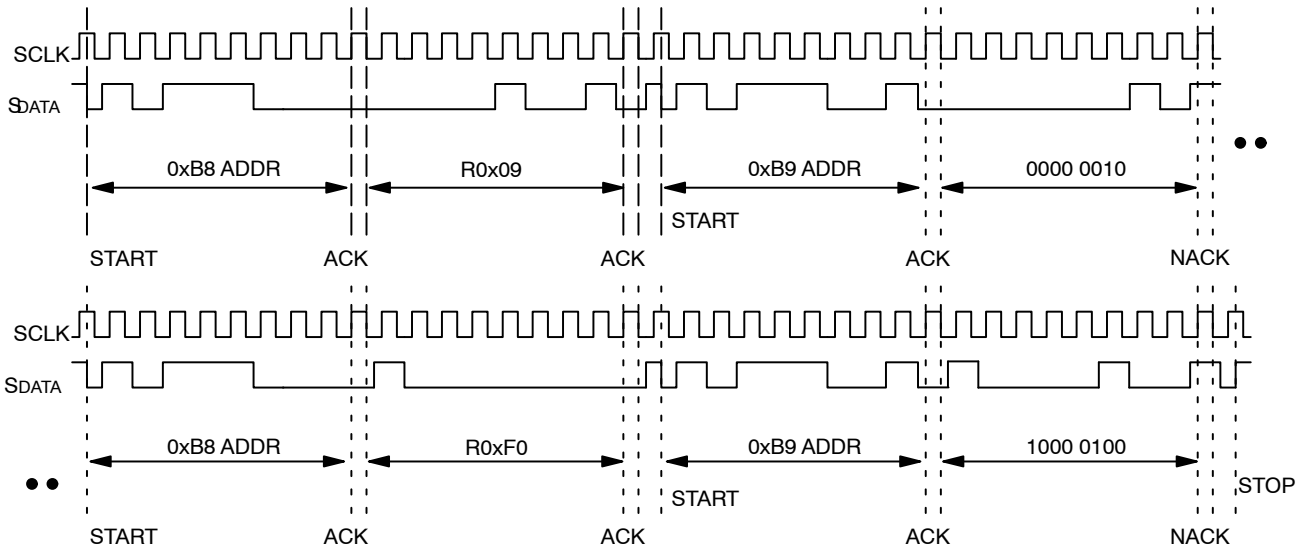 SCLK
SDATA
0xB8 ADDR R0x09 0xB9 ADDR 0000 0010
START
START ACK ACK ACK NACK
SCLK
SDATA
0xB8 ADDR R0xF0 0xB9 ADDR 1000 0100
START STOP
START ACK ACK ACK NACK